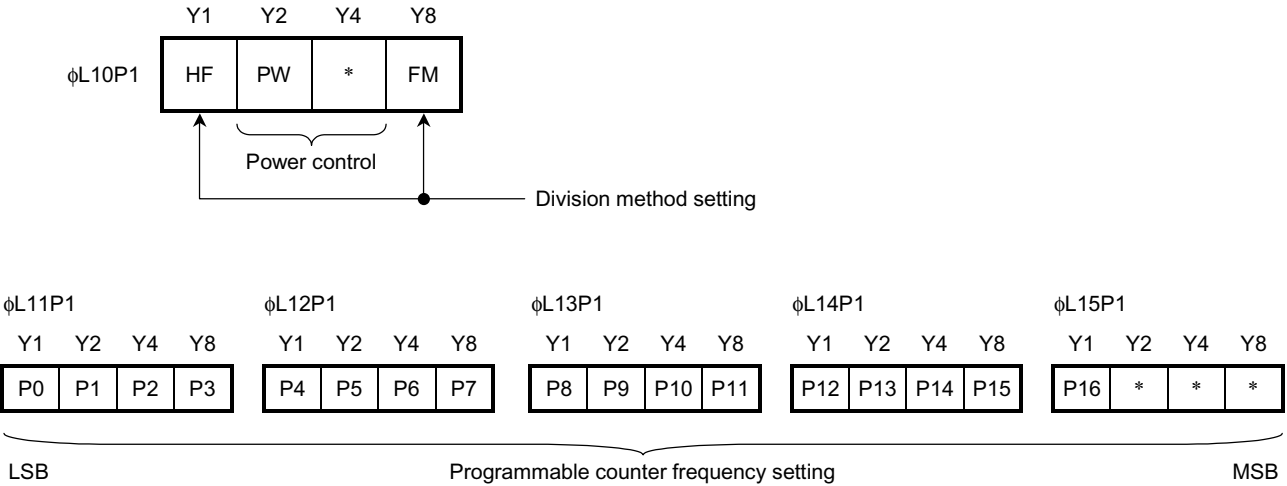 Y1 Y2 Y4 Y8
ϕL10P1 HF PW * FM
Power control
Division method setting
ϕL11P1 ϕL12P1 ϕL13P1 ϕL14P1 ϕL15P1
Y1 Y2 Y4 Y8 Y1 Y2 Y4 Y8 Y1 Y2 Y4 Y8 Y1 Y2 Y4 Y8 Y1 Y2 Y4 Y8
P0 P1 P2 P3 P4 P5 P6 P7 P8 P9 P10 P11 P12 P13 P14 P15 P16 * * *
LSB Programmable counter frequency setting MSB